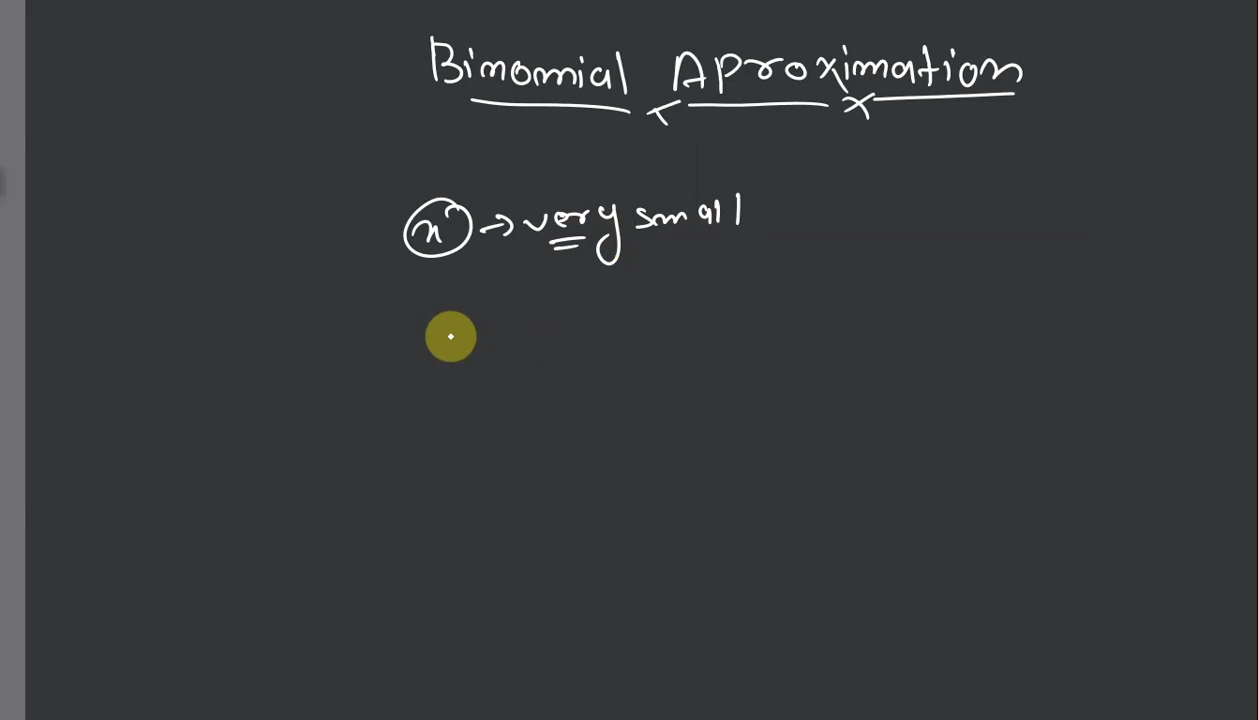 Binomial Aproximation
x → very small